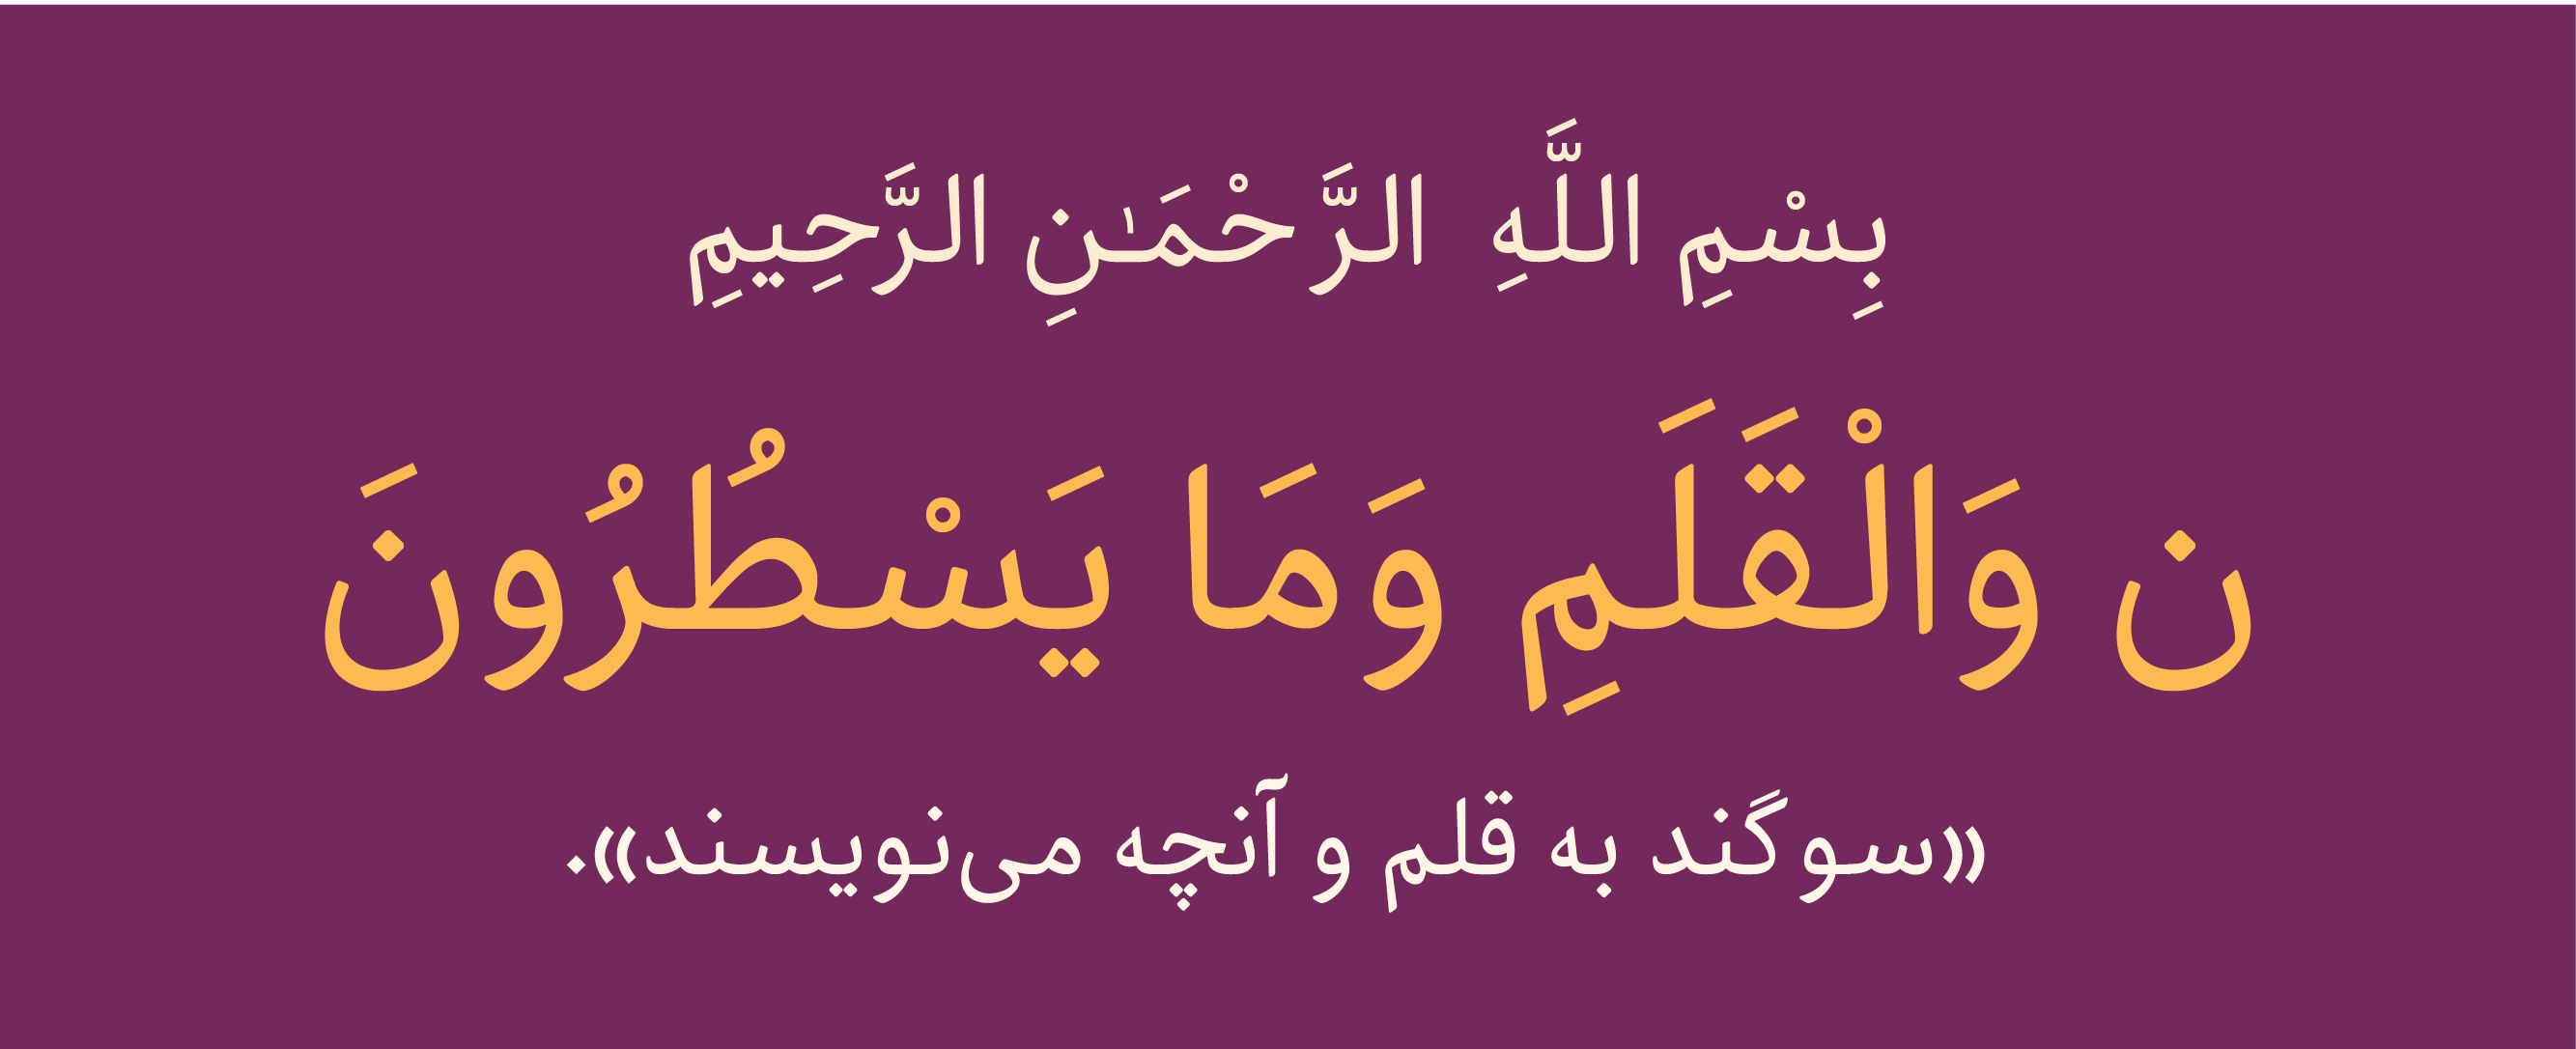 بِسْمِ اللَّهِ الرَّحْمَٰنِ الرَّحِيمِ
ن وَالْقَلَمِ وَمَا يَسْطُرُونَ
«سوگند به قلم و آنچه می‌نویسند».